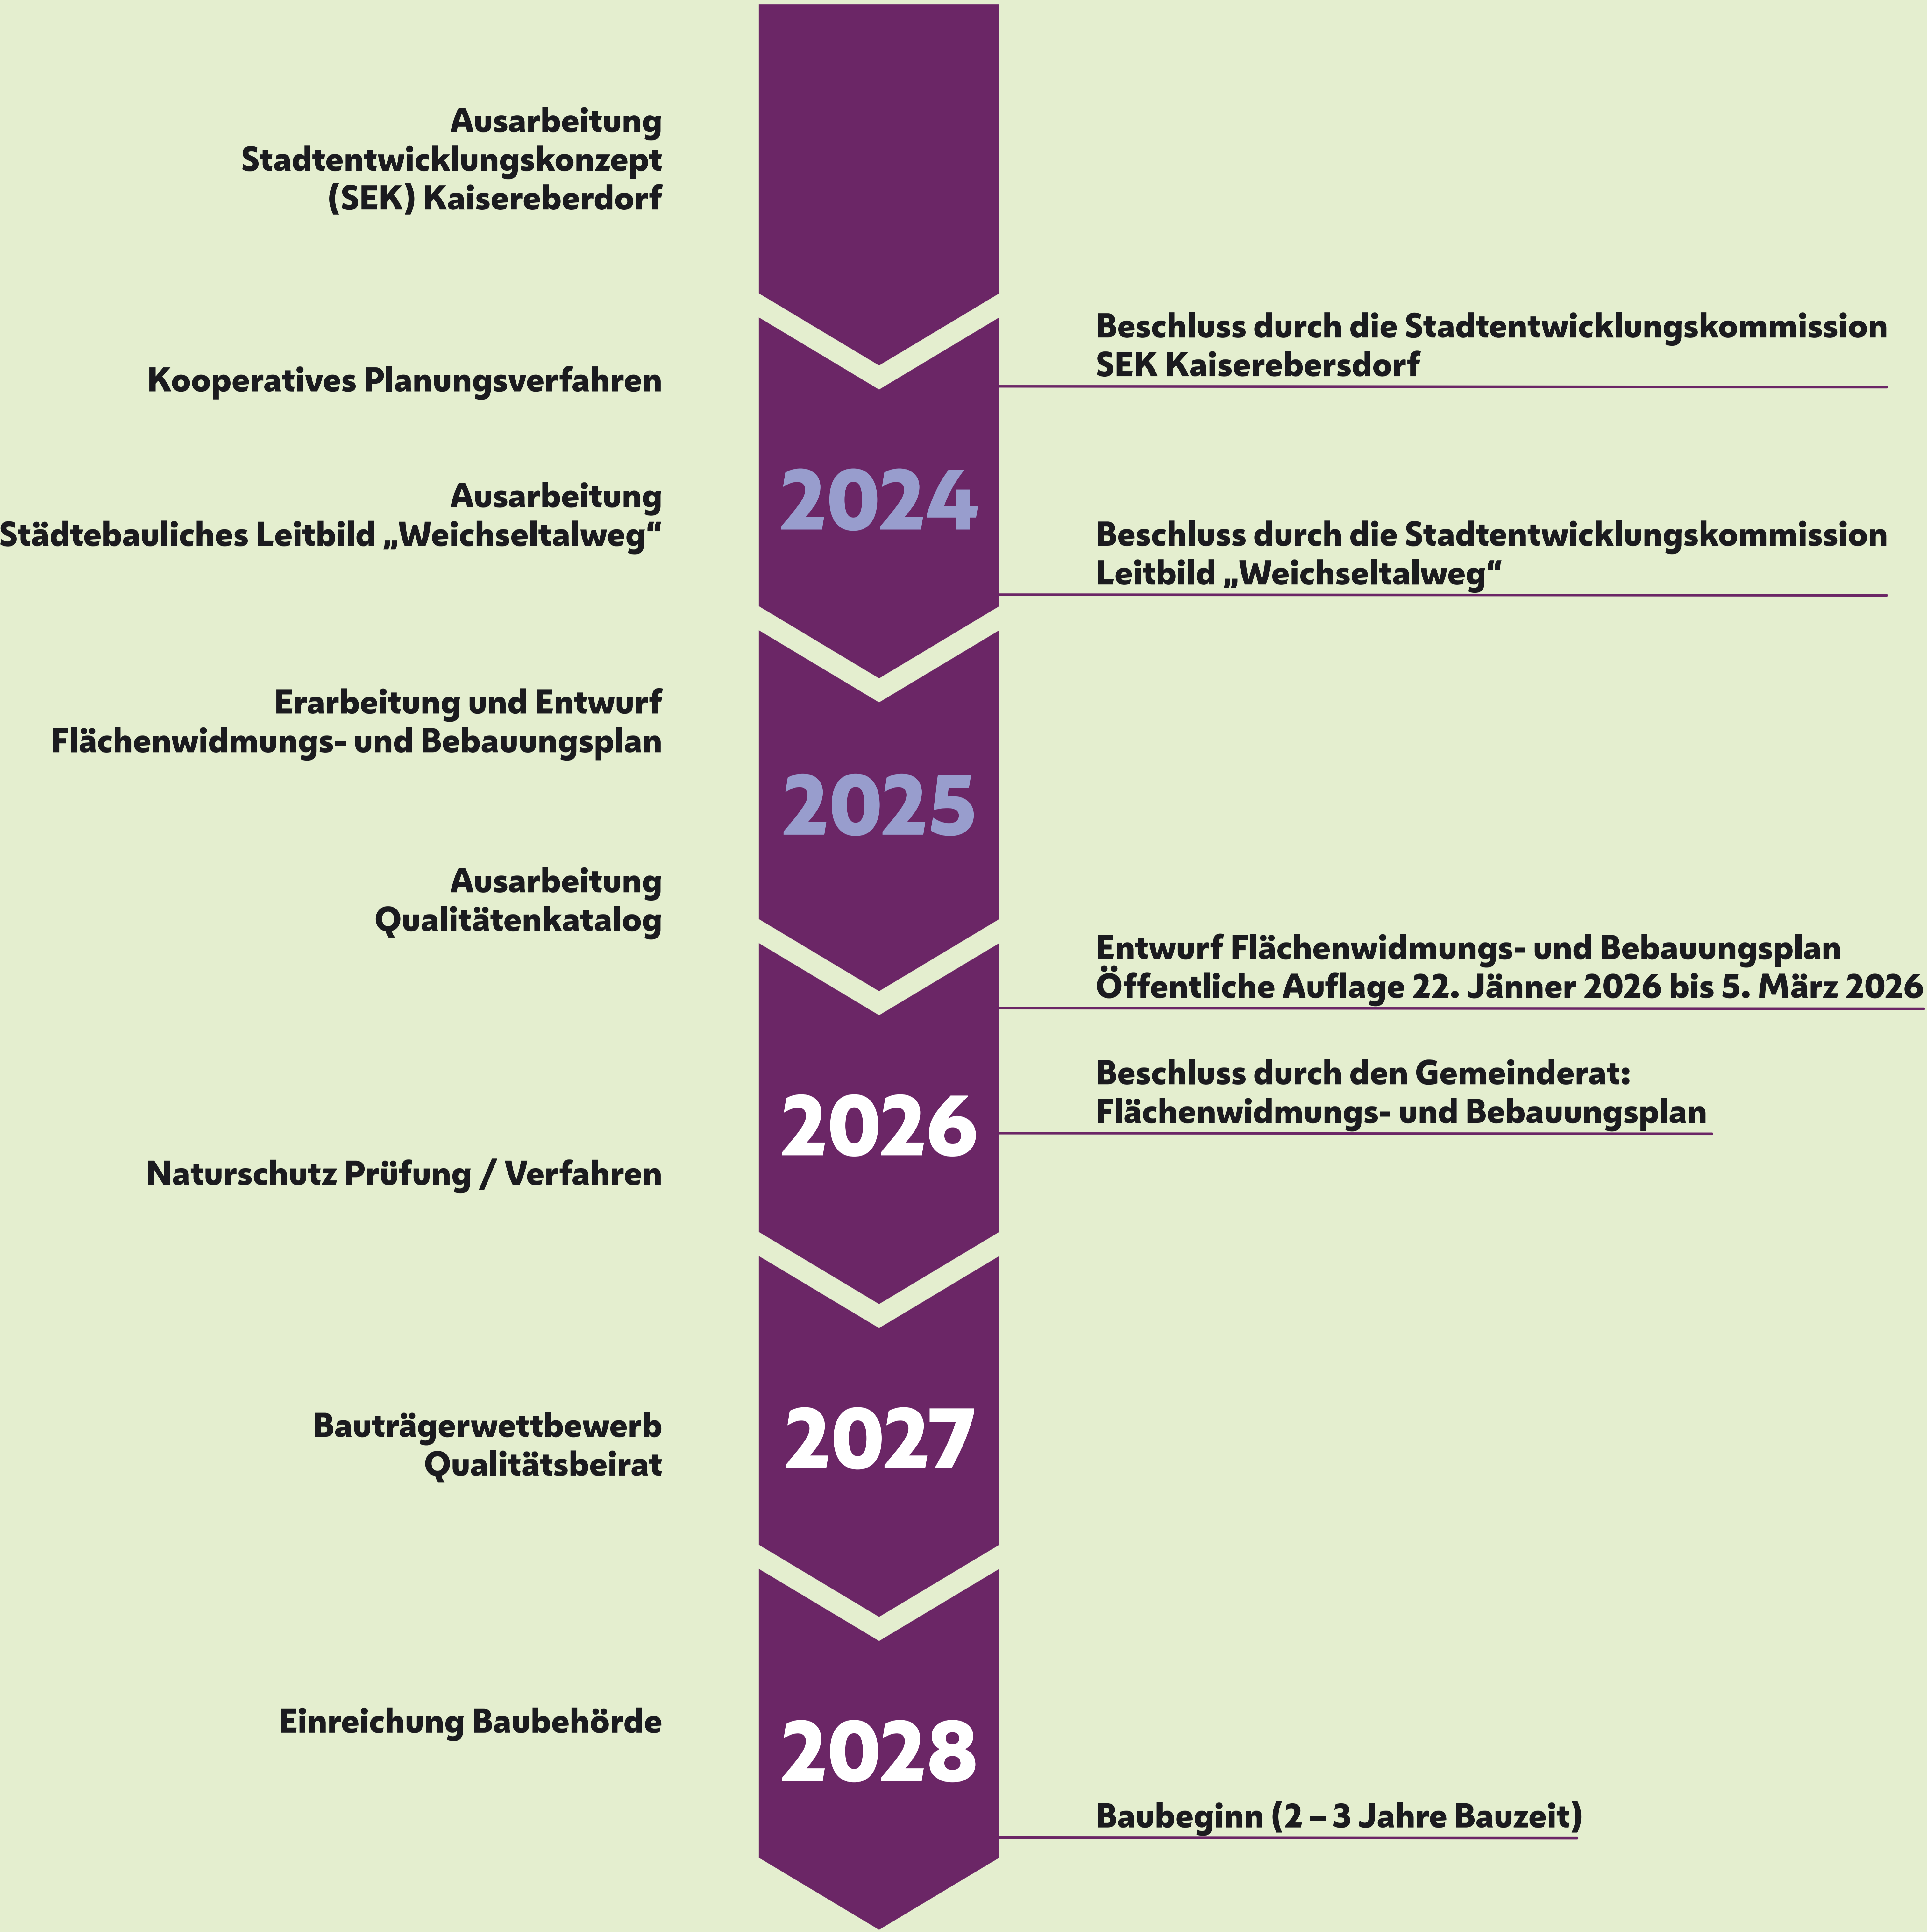 Ausarbeitung
Stadtentwicklungskonzept
(SEK) Kaisereberdorf
Beschluss durch die Stadtentwicklungskommission
SEK Kaiserebersdorf
Kooperatives Planungsverfahren
2024
Ausarbeitung
Städtebauliches Leitbild „Weichseltalweg“
Beschluss durch die Stadtentwicklungskommission
Leitbild „Weichseltalweg“
Erarbeitung und Entwurf
Flächenwidmungs- und Bebauungsplan
2025
Ausarbeitung
Qualitätenkatalog
Entwurf Flächenwidmungs- und Bebauungsplan
Öffentliche Auflage 22. Jänner 2026 bis 5. März 2026
Beschluss durch den Gemeinderat:
Flächenwidmungs- und Bebauungsplan
2026
Naturschutz Prüfung / Verfahren
Bauträgerwettbewerb
Qualitätsbeirat
2027
Einreichung Baubehörde
2028
Baubeginn (2 – 3 Jahre Bauzeit)